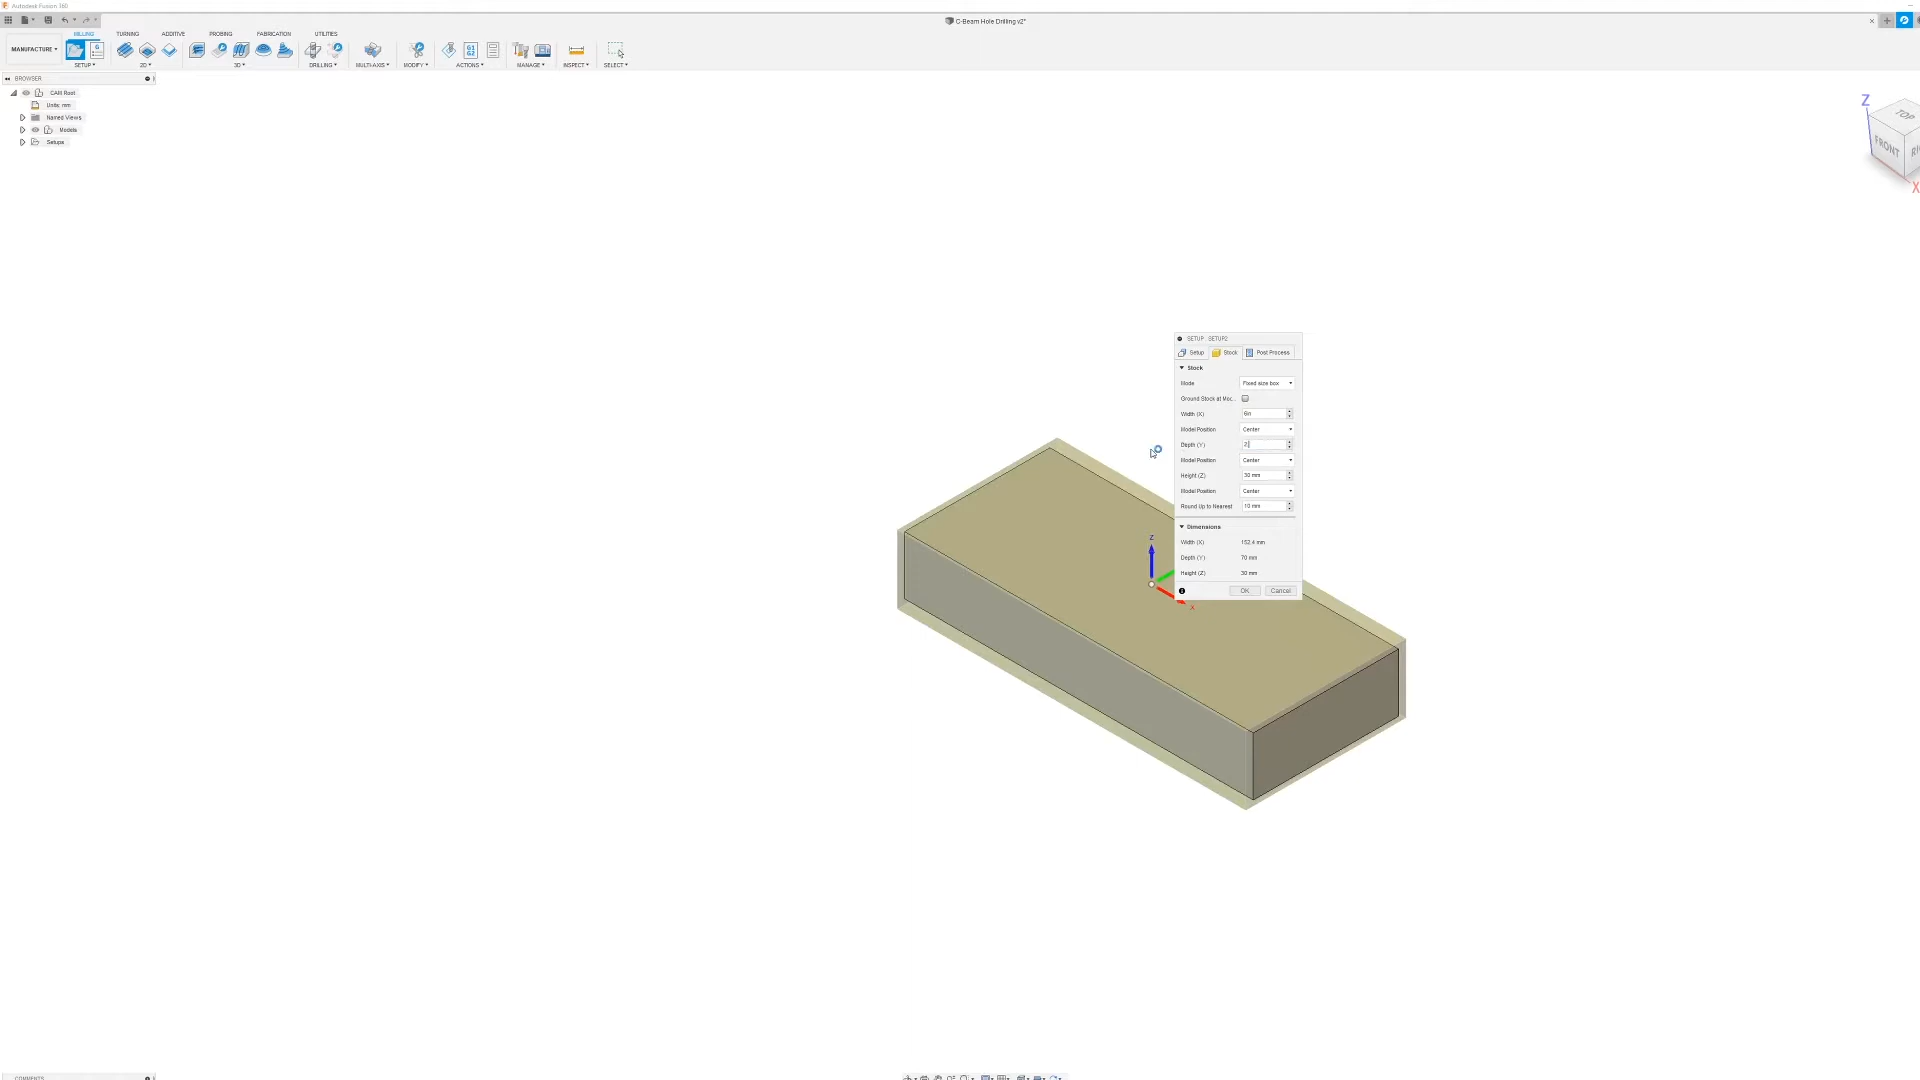 Autodesk Fusion 360
C-Beam Hole Drilling v2*
MILLING TURNING ADDITIVE PROBING FABRICATION UTILITIES
MANUFACTURE
G1
G2
SETUP 2D 3D DRILLING MULTI-AXIS MODIFY ACTIONS MANAGE INSPECT SELECT
BROWSER
CAM Root
Units: mm
Named Views
Models
Setups
Z
TOP
FRONT
X
SETUP : SETUP2
Setup Stock Post Process
Stock
Mode Fixed size box
Ground Stock at Moc...
Width (X) 6in
Model Position Center
Depth (Y) 2
Model Position Center
Height (Z) 30 mm
Model Position Center
Round Up to Nearest 10 mm
Dimensions
Width (X) 152.4 mm
Depth (Y) 70 mm
Height (Z) 30 mm
OK Cancel
Z
X
COMMENTS